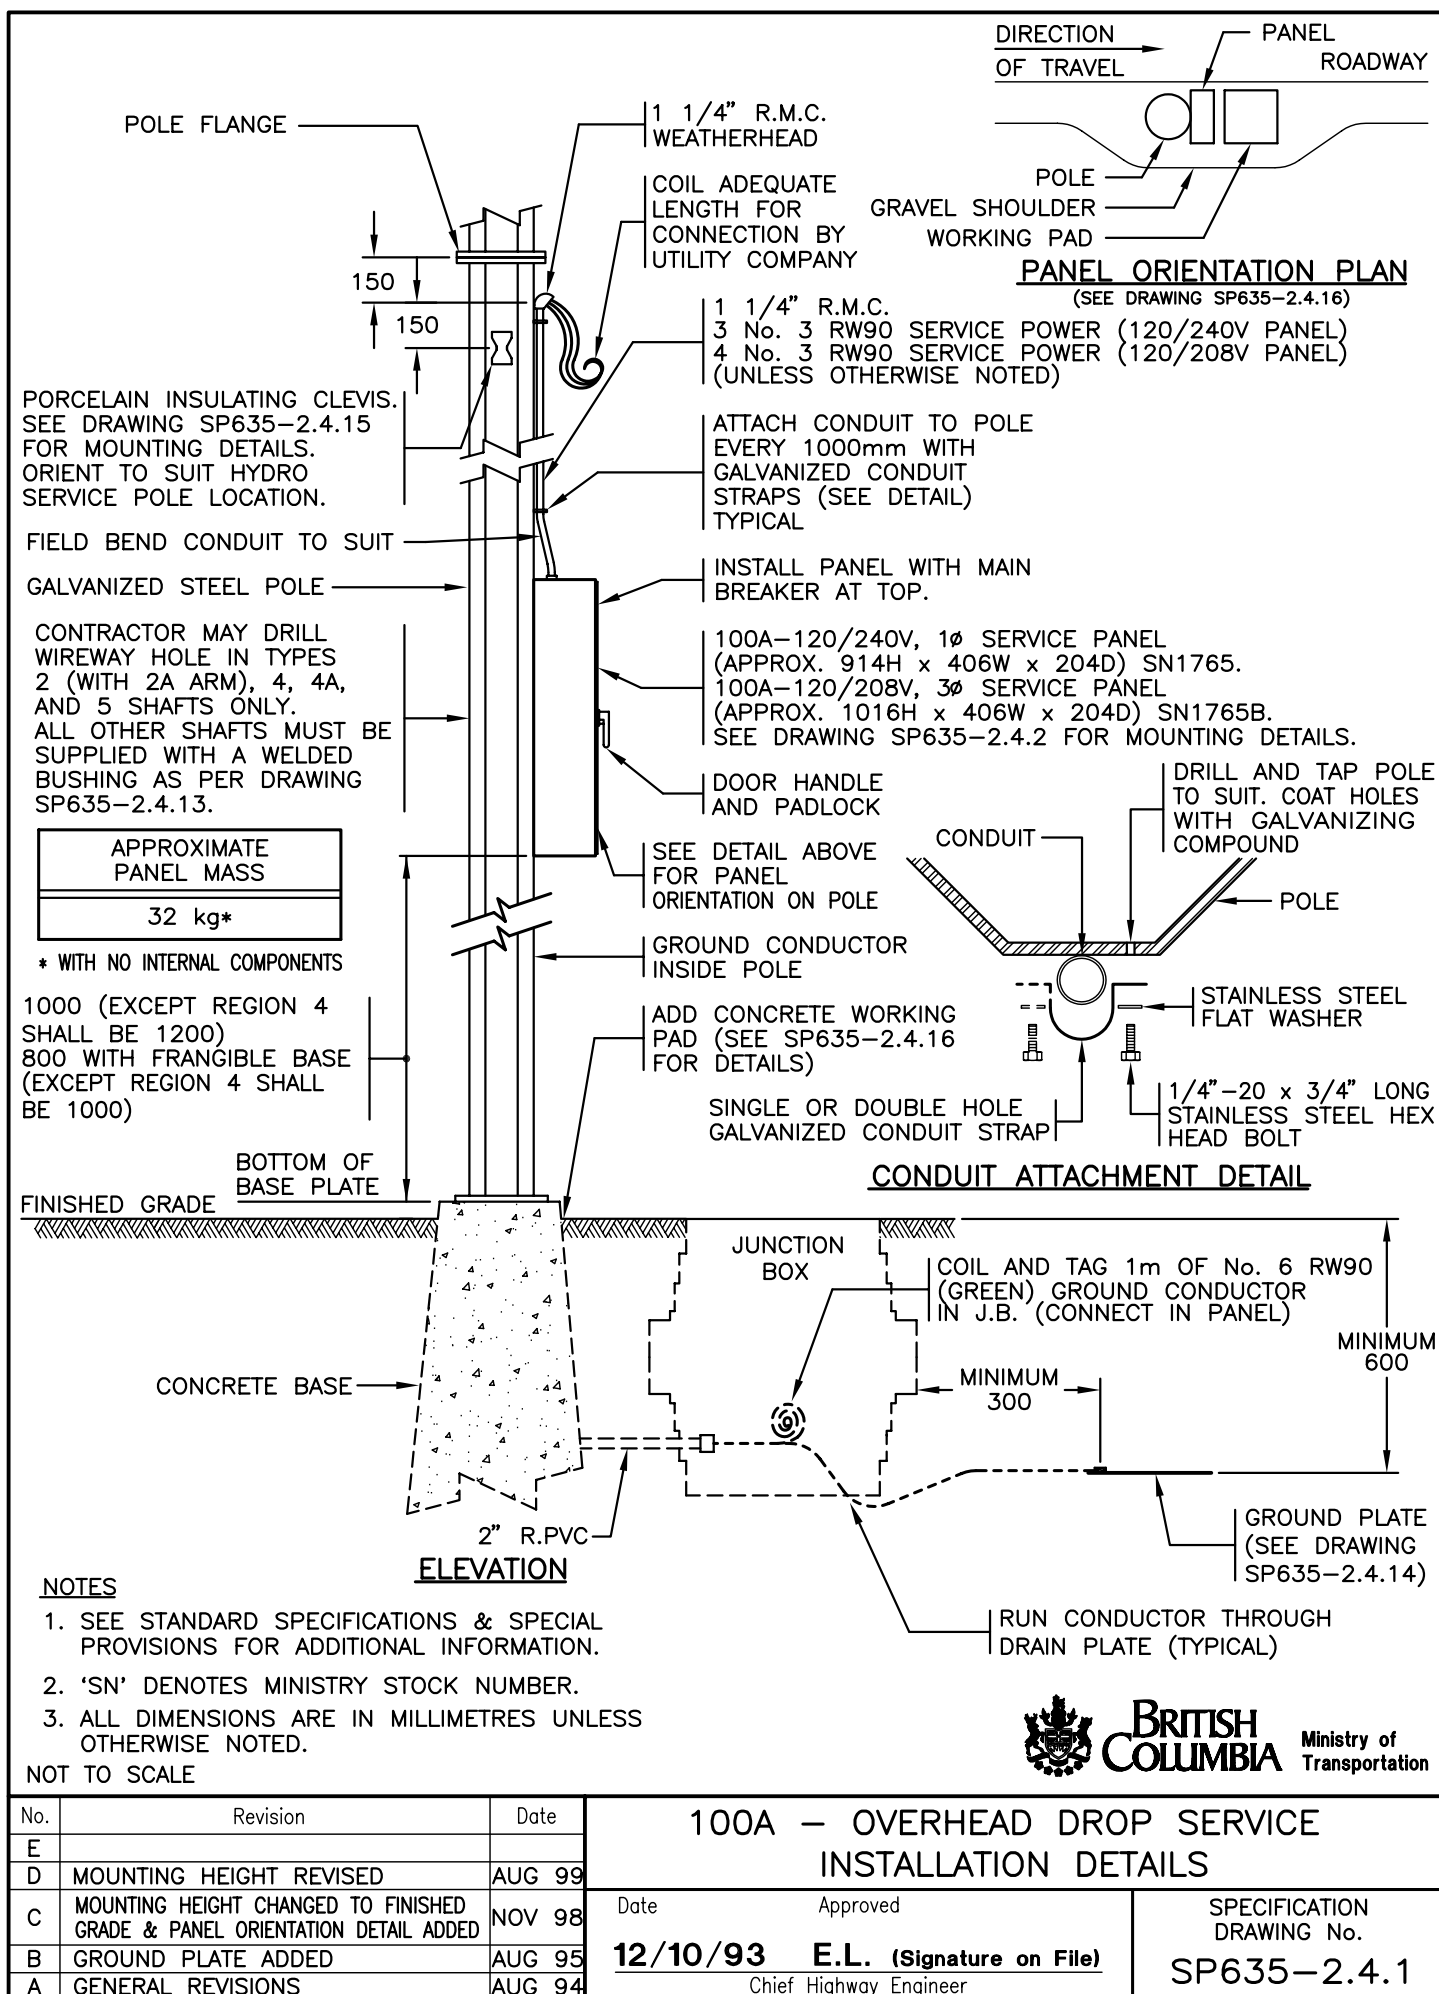 DIRECTION
OF TRAVEL
PANEL
ROADWAY
POLE
GRAVEL SHOULDER
WORKING PAD
PANEL ORIENTATION PLAN
(SEE DRAWING SP635-2.4.16)
POLE FLANGE
1 1/4" R.M.C.
WEATHERHEAD
COIL ADEQUATE
LENGTH FOR
CONNECTION BY
UTILITY COMPANY
150
150
1 1/4" R.M.C.
3 No. 3 RW90 SERVICE POWER (120/240V PANEL)
4 No. 3 RW90 SERVICE POWER (120/208V PANEL)
(UNLESS OTHERWISE NOTED)
PORCELAIN INSULATING CLEVIS.
SEE DRAWING SP635-2.4.15
FOR MOUNTING DETAILS.
ORIENT TO SUIT HYDRO
SERVICE POLE LOCATION.
ATTACH CONDUIT TO POLE
EVERY 1000mm WITH
GALVANIZED CONDUIT
STRAPS (SEE DETAIL)
TYPICAL
FIELD BEND CONDUIT TO SUIT
GALVANIZED STEEL POLE
INSTALL PANEL WITH MAIN
BREAKER AT TOP.
CONTRACTOR MAY DRILL
WIREWAY HOLE IN TYPES
2 (WITH 2A ARM), 4, 4A,
AND 5 SHAFTS ONLY.
ALL OTHER SHAFTS MUST BE
SUPPLIED WITH A WELDED
BUSHING AS PER DRAWING
SP635-2.4.13.
100A-120/240V, 1ø SERVICE PANEL
(APPROX. 914H x 406W x 204D) SN1765.
100A-120/208V, 3ø SERVICE PANEL
(APPROX. 1016H x 406W x 204D) SN1765B.
SEE DRAWING SP635-2.4.2 FOR MOUNTING DETAILS.
DOOR HANDLE
AND PADLOCK
APPROXIMATE
PANEL MASS
32 kg*
* WITH NO INTERNAL COMPONENTS
SEE DETAIL ABOVE
FOR PANEL
ORIENTATION ON POLE
GROUND CONDUCTOR
INSIDE POLE
1000 (EXCEPT REGION 4
SHALL BE 1200)
800 WITH FRANGIBLE BASE
(EXCEPT REGION 4 SHALL
BE 1000)
ADD CONCRETE WORKING
PAD (SEE SP635-2.4.16
FOR DETAILS)
DRILL AND TAP POLE
TO SUIT. COAT HOLES
WITH GALVANIZING
COMPOUND
CONDUIT
POLE
STAINLESS STEEL
FLAT WASHER
1/4"-20 x 3/4" LONG
STAINLESS STEEL HEX
HEAD BOLT
SINGLE OR DOUBLE HOLE
GALVANIZED CONDUIT STRAP
CONDUIT ATTACHMENT DETAIL
BOTTOM OF
BASE PLATE
FINISHED GRADE
JUNCTION
BOX
COIL AND TAG 1m OF No. 6 RW90
(GREEN) GROUND CONDUCTOR
IN J.B. (CONNECT IN PANEL)
MINIMUM
600
MINIMUM
300
CONCRETE BASE
2" R.PVC
GROUND PLATE
(SEE DRAWING
SP635-2.4.14)
RUN CONDUCTOR THROUGH
DRAIN PLATE (TYPICAL)
ELEVATION
NOTES
1. SEE STANDARD SPECIFICATIONS & SPECIAL
PROVISIONS FOR ADDITIONAL INFORMATION.
2. 'SN' DENOTES MINISTRY STOCK NUMBER.
3. ALL DIMENSIONS ARE IN MILLIMETRES UNLESS
OTHERWISE NOTED.
NOT TO SCALE
BRITISH
COLUMBIA
Ministry of
Transportation
No. Revision Date
E
D MOUNTING HEIGHT REVISED AUG 99
C MOUNTING HEIGHT CHANGED TO FINISHED
GRADE & PANEL ORIENTATION DETAIL ADDED NOV 98
B GROUND PLATE ADDED AUG 95
A GENERAL REVISIONS AUG 94
100A - OVERHEAD DROP SERVICE
INSTALLATION DETAILS
Date Approved
12/10/93 E.L. (Signature on File)
Chief Highway Engineer
SPECIFICATION
DRAWING No.
SP635-2.4.1